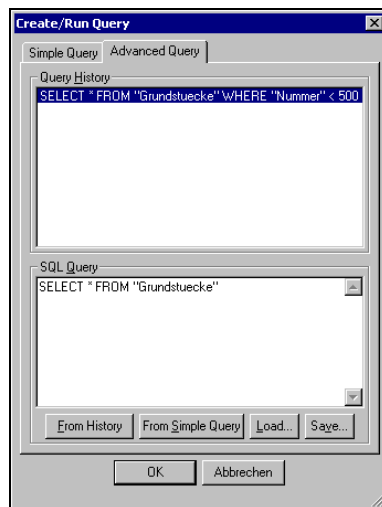 Create/Run Query
Simple Query Advanced Query
Query History
SELECT * FROM "Grundstuecke" WHERE "Nummer" < 500
SQL Query
SELECT * FROM "Grundstuecke"
From History From Simple Query Load... Save...
OK Abbrechen